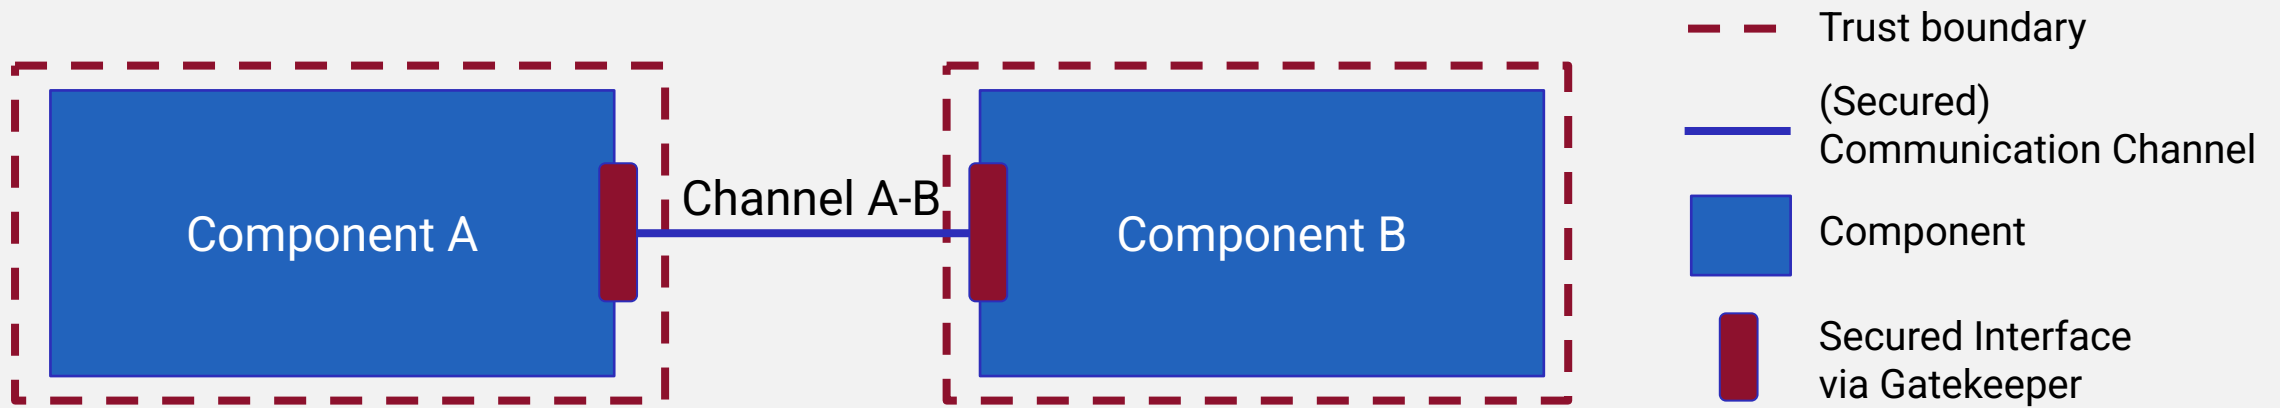 Component A
Channel A-B
Component B
Trust boundary
(Secured)
Communication Channel
Component
Secured Interface
via Gatekeeper